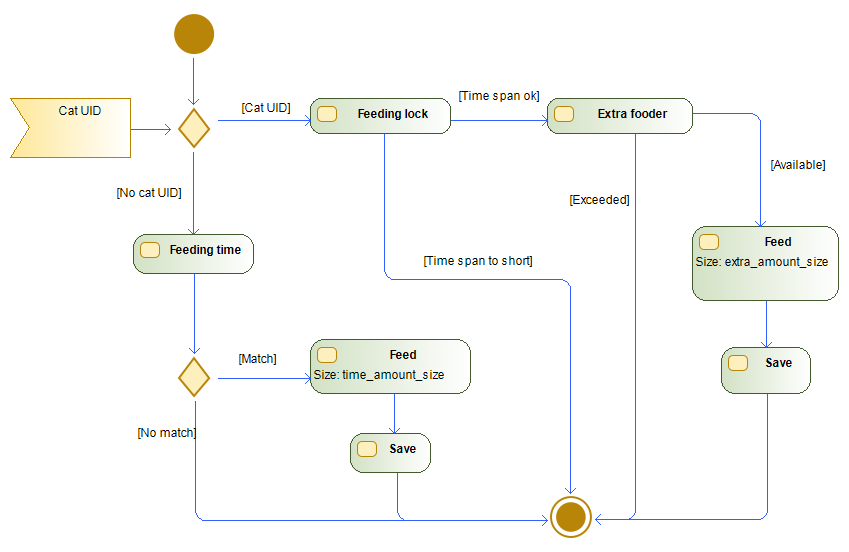 Cat UID
[Cat UID]
Feeding lock
[Time span ok]
Extra fooder
[Available]
[No cat UID]
[Exceeded]
Feeding time
Feed
Size: extra_amount_size
[Time span to short]
[Match]
Feed
Size: time_amount_size
Save
[No match]
Save